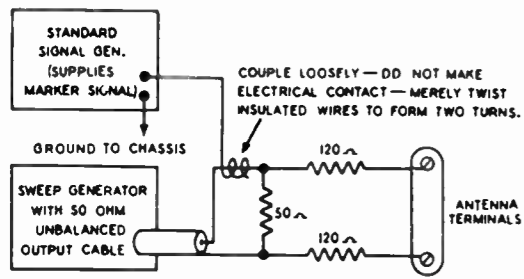 STANDARD
SIGNAL GEN.
(SUPPLIES
MARKER SIGNAL)
COUPLE LOOSELY — DO NOT MAKE
ELECTRICAL CONTACT — MERELY TWIST
INSULATED WIRES TO FORM TWO TURNS.
GROUND TO CHASSIS
120 Ω
SWEEP GENERATOR
WITH 50 OHM
UNBALANCED
OUTPUT CABLE
50 Ω
ANTENNA
TERMINALS
120 Ω